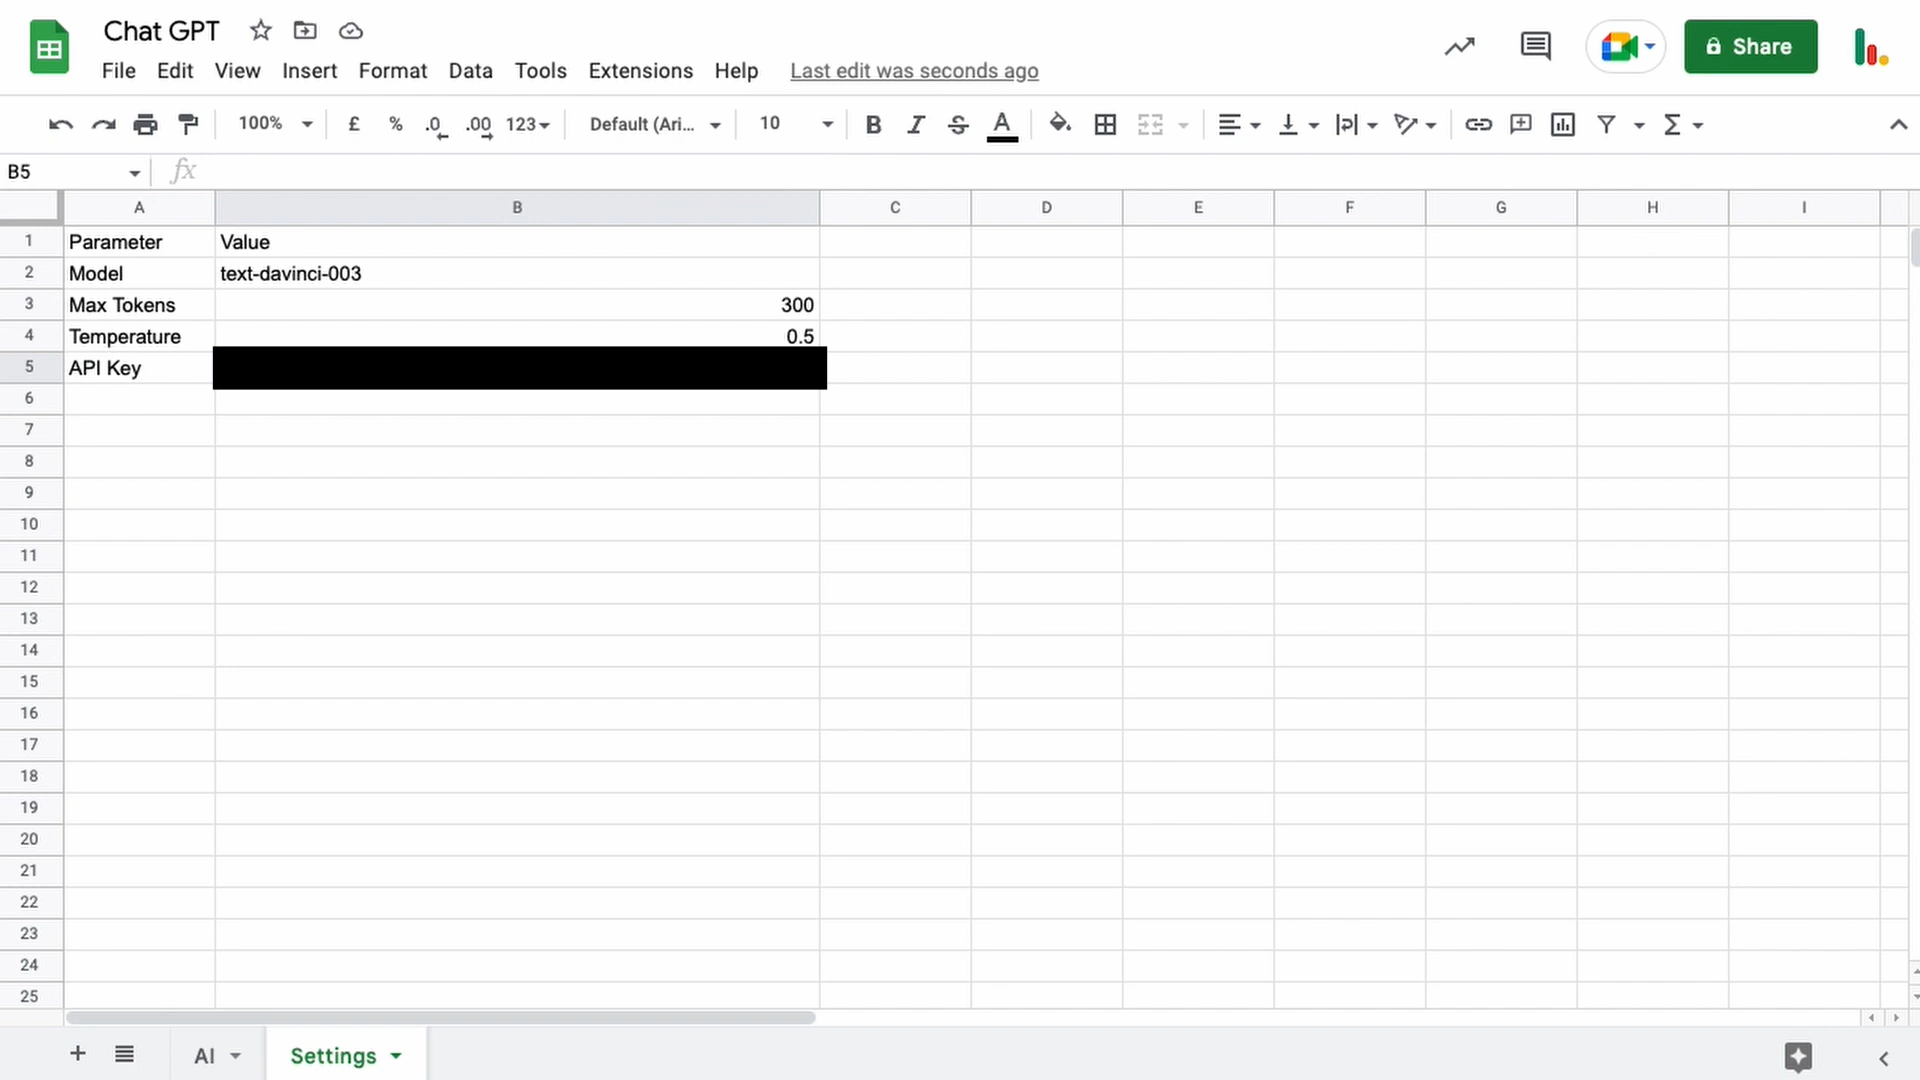 Chat GPT
File Edit View Insert Format Data Tools Extensions Help Last edit was seconds ago
Share
100% £ % .0 .00 123 Default (Ari... 10 B I S A
B5 fx
A B C D E F G H I
1 Parameter Value
2 Model text-davinci-003
3 Max Tokens 300
4 Temperature 0.5
5 API Key
6
7
8
9
10
11
12
13
14
15
16
17
18
19
20
21
22
23
24
25
AI Settings